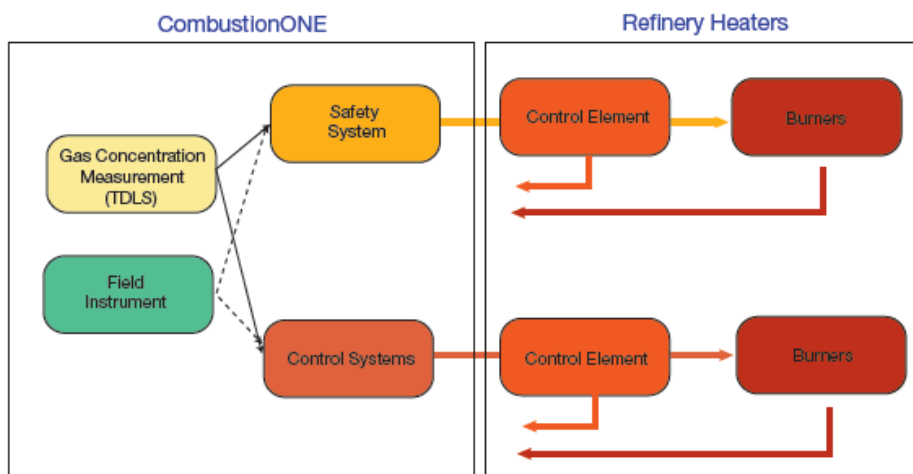 CombustionONE
Refinery Heaters
Safety
System
Control Element
Burners
Gas Concentration
Measurement
(TDLS)
Field
Instrument
Control Systems
Control Element
Burners